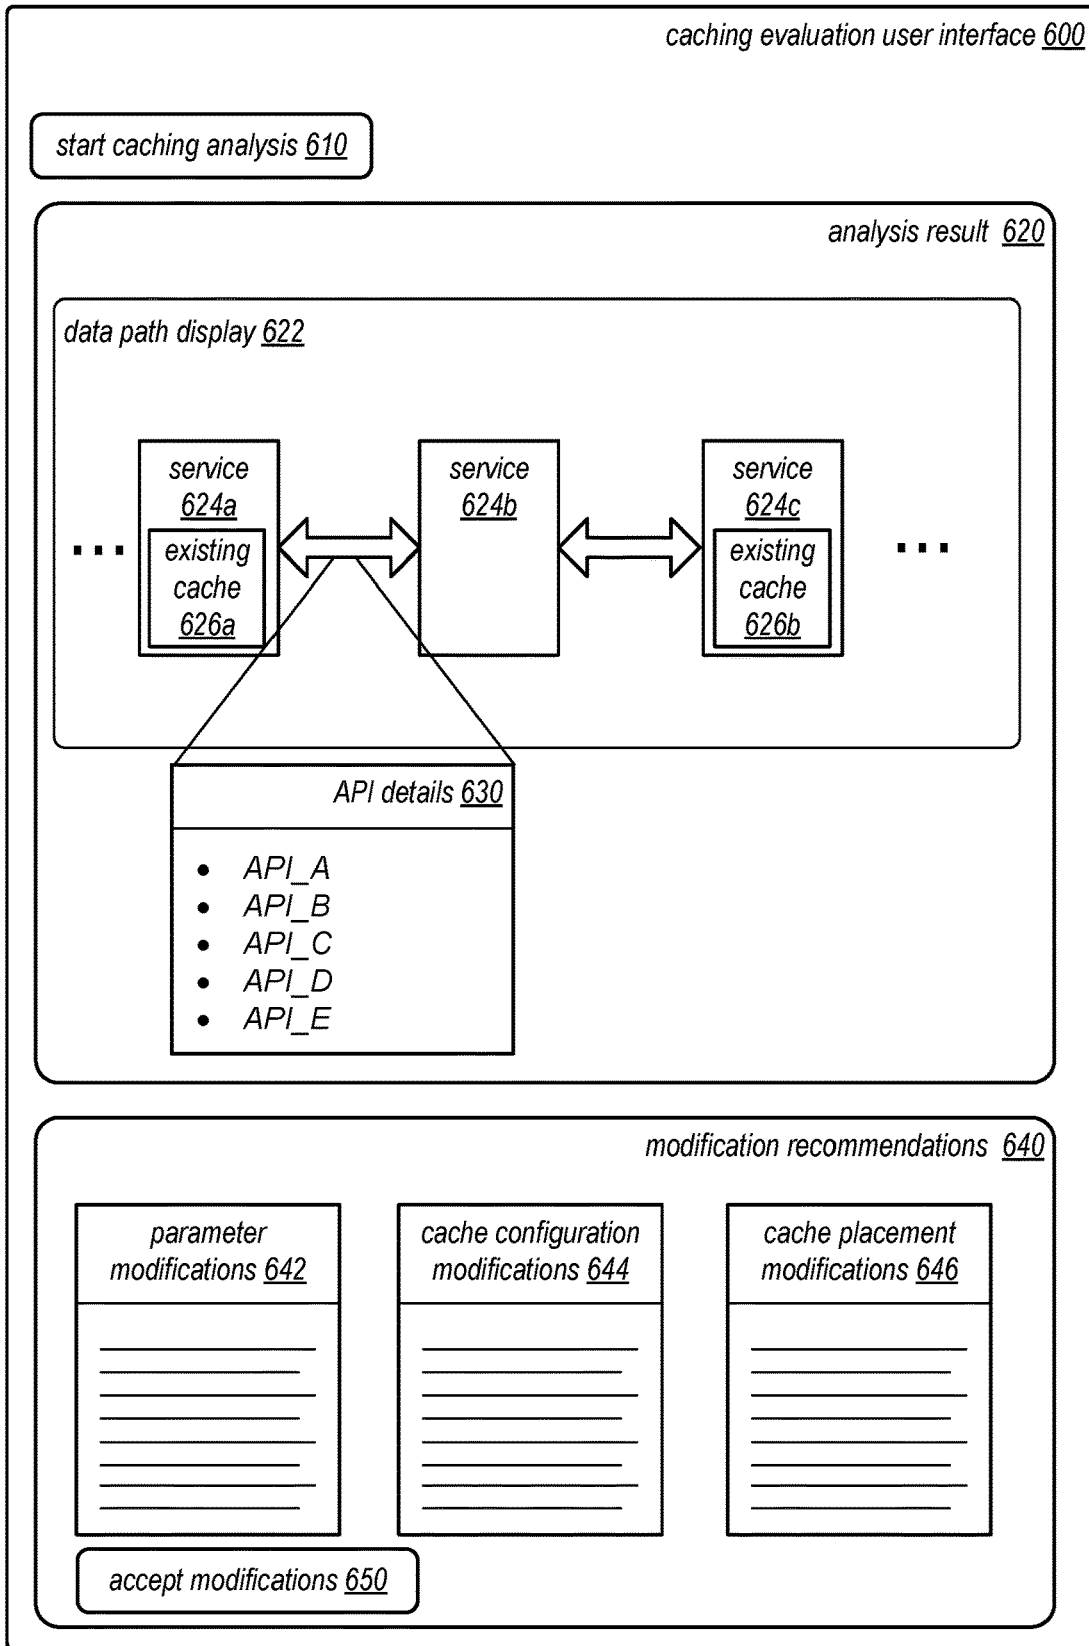 caching evaluation user interface 600
start caching analysis 610
analysis result 620
data path display 622
service
624a
existing
cache
626a
service
624b
service
624c
existing
cache
626b
API details 630
• API_A
• API_B
• API_C
• API_D
• API_E
modification recommendations 640
parameter
modifications 642
cache configuration
modifications 644
cache placement
modifications 646
accept modifications 650